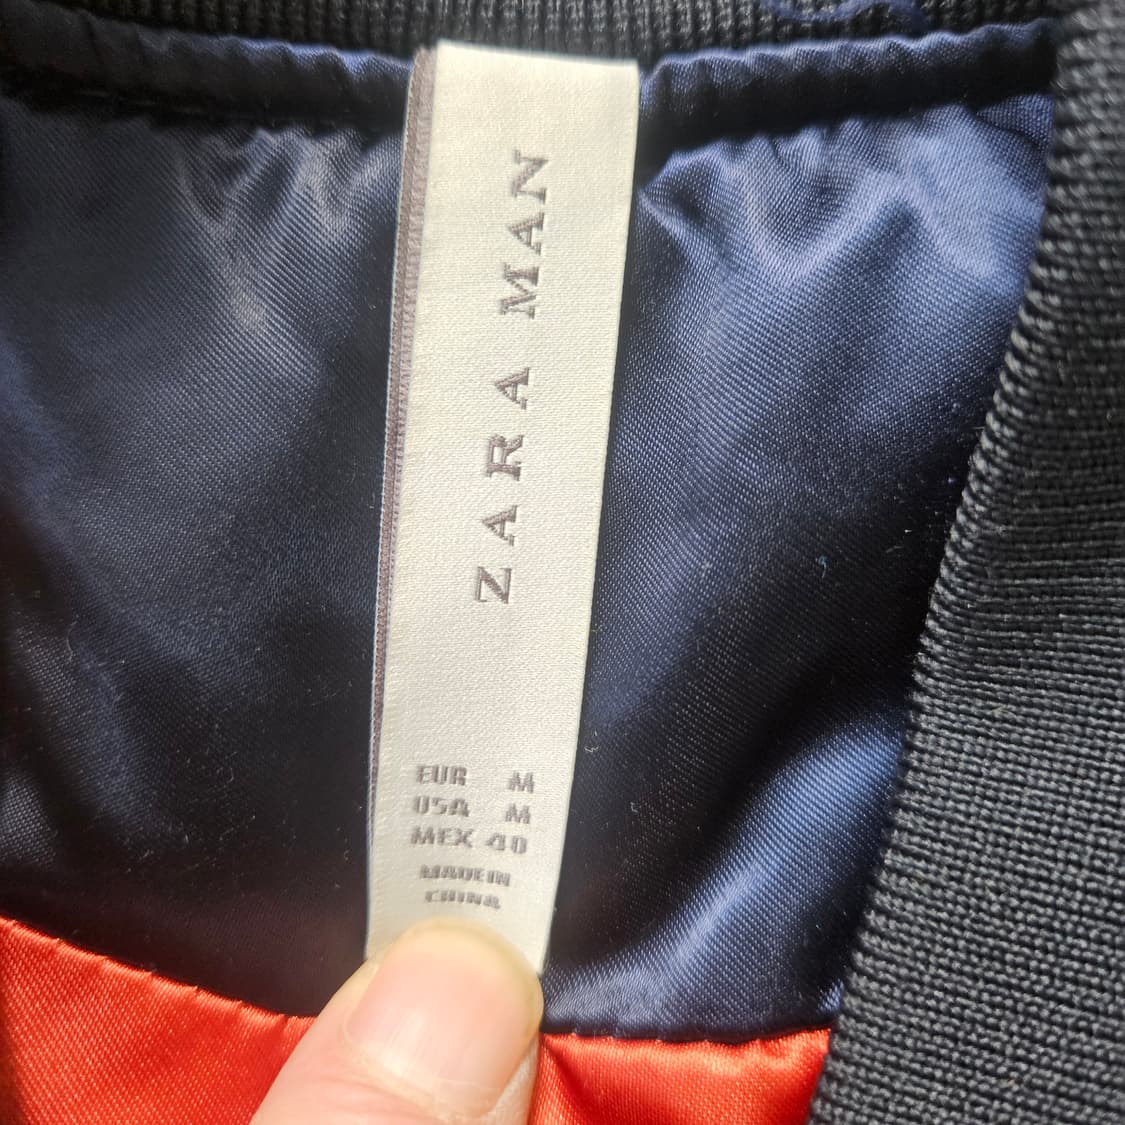 ZARA MAN
EUR M
USA M
MEX 40
MADE IN
CHINA